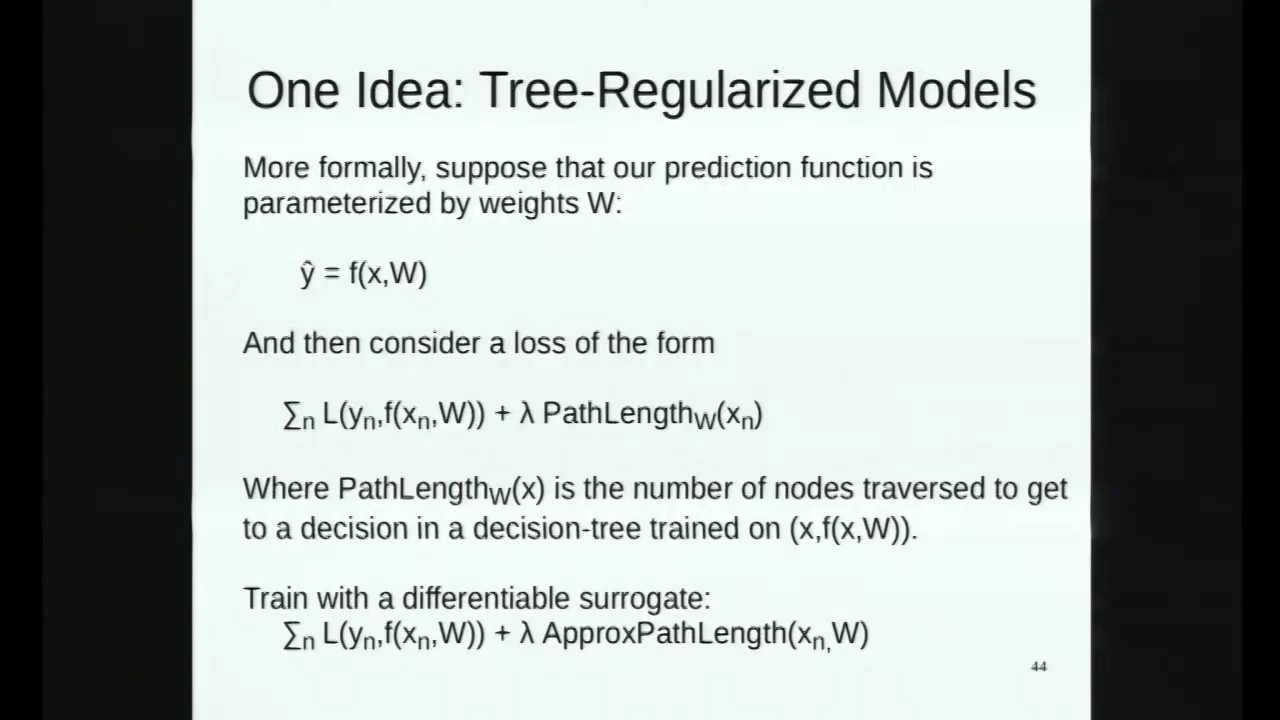 One Idea: Tree-Regularized Models
More formally, suppose that our prediction function is
parameterized by weights W:
ŷ = f(x,W)
And then consider a loss of the form
∑n L(yn,f(xn,W)) + λ PathLengthW(xn)
Where PathLengthW(x) is the number of nodes traversed to get
to a decision in a decision-tree trained on (x,f(x,W)).
Train with a differentiable surrogate:
∑n L(yn,f(xn,W)) + λ ApproxPathLength(xn,W)
44